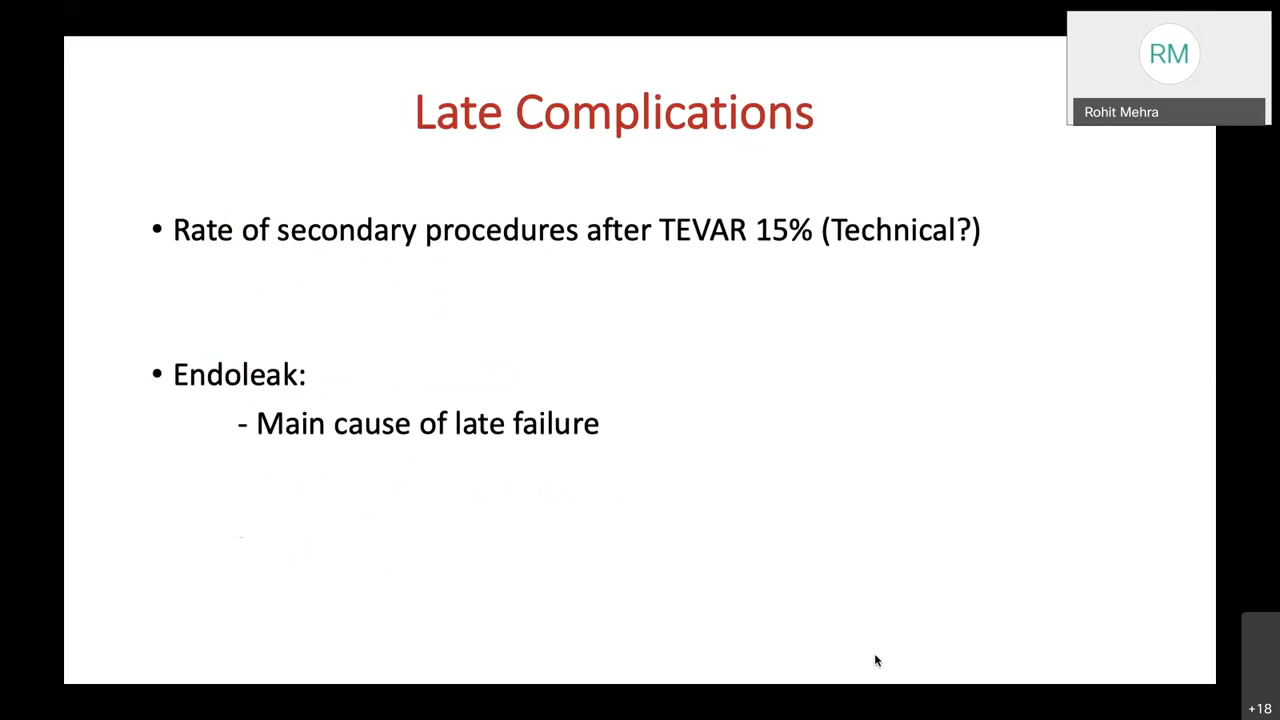 RM
Rohit Mehra
Late Complications
• Rate of secondary procedures after TEVAR 15% (Technical?)
• Endoleak:
- Main cause of late failure
+18